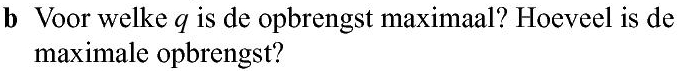 b Voor welke q is de opbrengst maximaal? Hoeveel is de
maximale opbrengst?